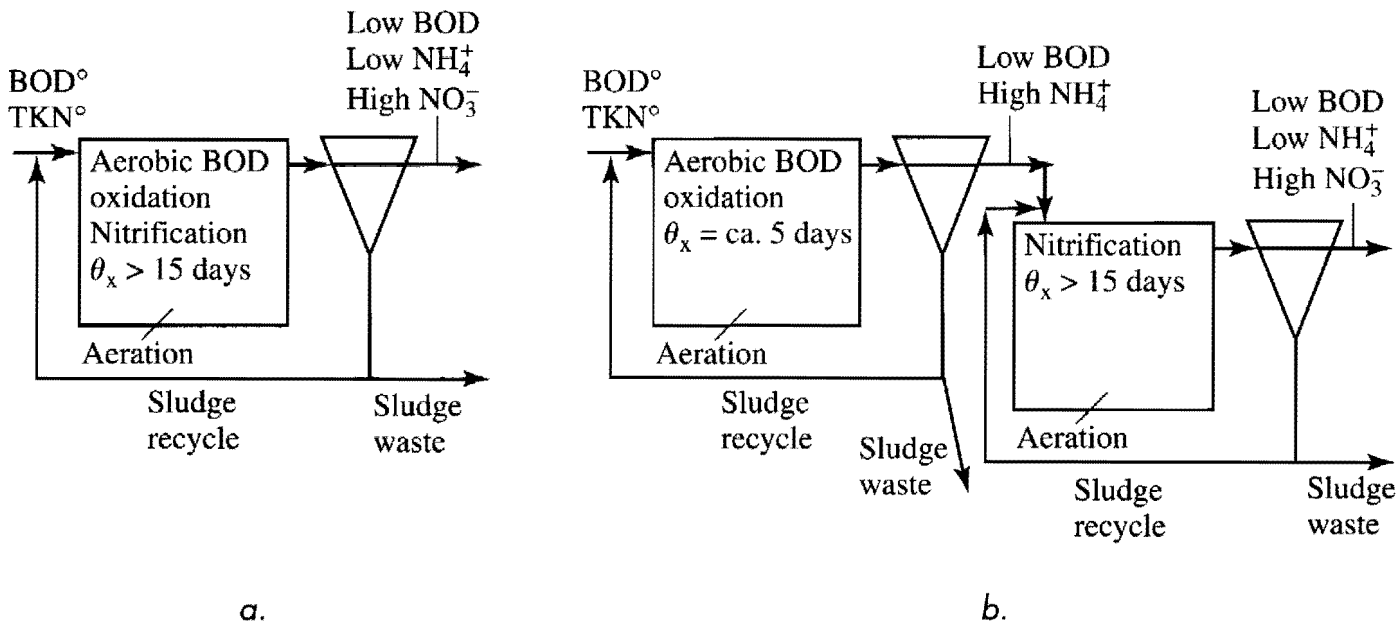 Low BOD
Low NH₄⁺
High NO₃⁻
BOD°
TKN°
Aerobic BOD
oxidation
Nitrification
θₓ > 15 days
Aeration
Sludge
recycle
Sludge
waste
a.
BOD°
TKN°
Low BOD
High NH₄⁺
Aerobic BOD
oxidation
θₓ = ca. 5 days
Aeration
Sludge
recycle
Sludge
waste
Low BOD
Low NH₄⁺
High NO₃⁻
Nitrification
θₓ > 15 days
Aeration
Sludge
recycle
Sludge
waste
b.